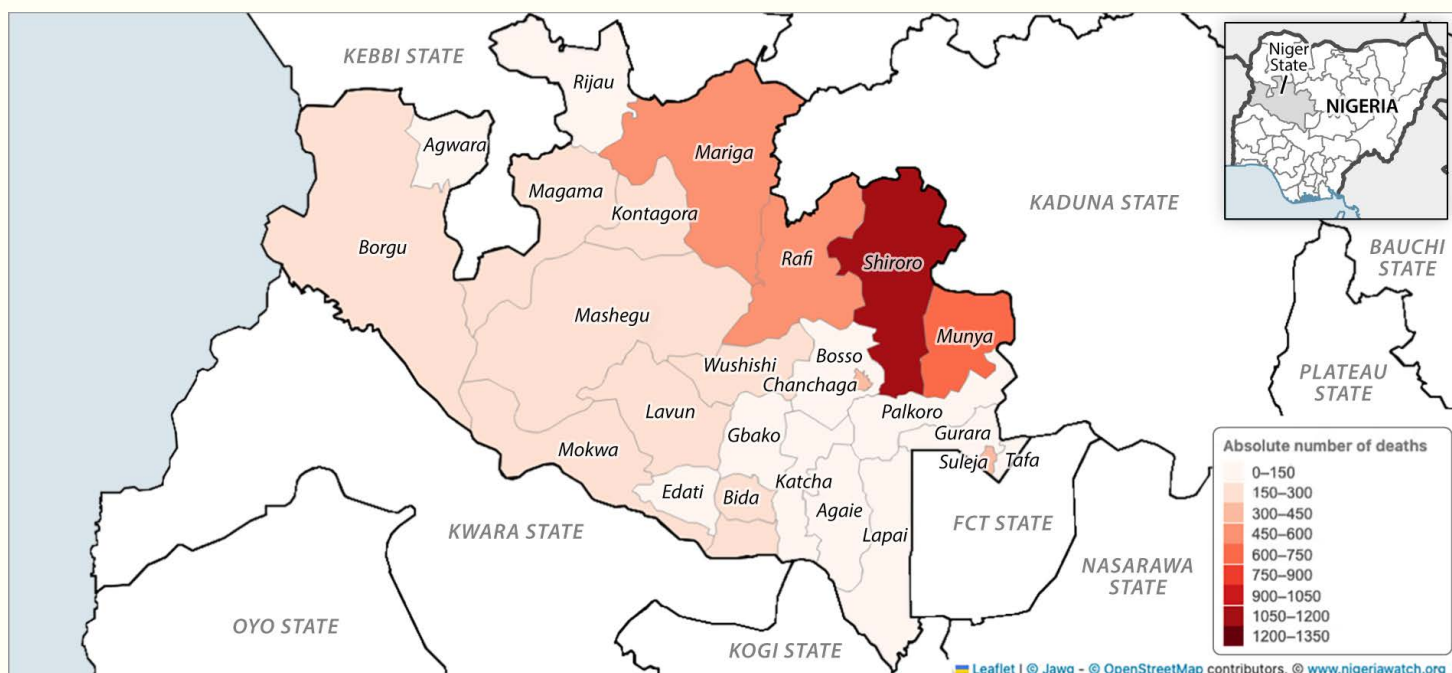 KEBBI STATE
Rijau
Agwara
Mariga
Magama
Kontagora
Borgu
Rafi
Shiroro
Mashegu
Munya
Wushishi
Bosso
Chanchaga
Lavun
Palkoro
Gbako
Gurara
Mokwa
Suleja
Tafa
Edati
Bida
Katcha
Agaie
Lapai
KADUNA STATE
BAUCHI
STATE
PLATEAU
STATE
KWARA STATE
FCT STATE
NASARAWA
STATE
OYO STATE
KOGI STATE
Niger
State
NIGERIA
Absolute number of deaths
0–150
150–300
300–450
450–600
600–750
750–900
900–1050
1050–1200
1200–1350
Leaflet | © Jawg - © OpenStreetMap contributors, © www.nigeriawatch.org